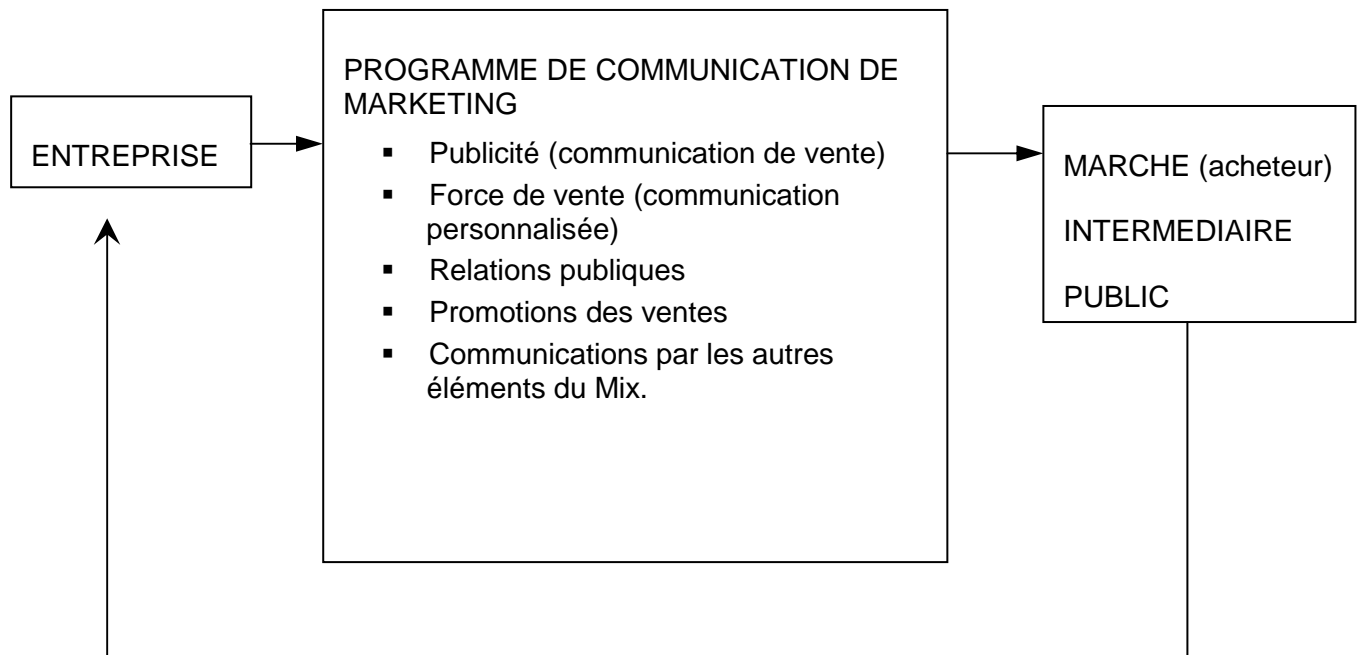 ENTREPRISE
PROGRAMME DE COMMUNICATION DE
MARKETING
▪ Publicité (communication de vente)
▪ Force de vente (communication
personnalisée)
▪ Relations publiques
▪ Promotions des ventes
▪ Communications par les autres
éléments du Mix.
MARCHE (acheteur)
INTERMEDIAIRE
PUBLIC